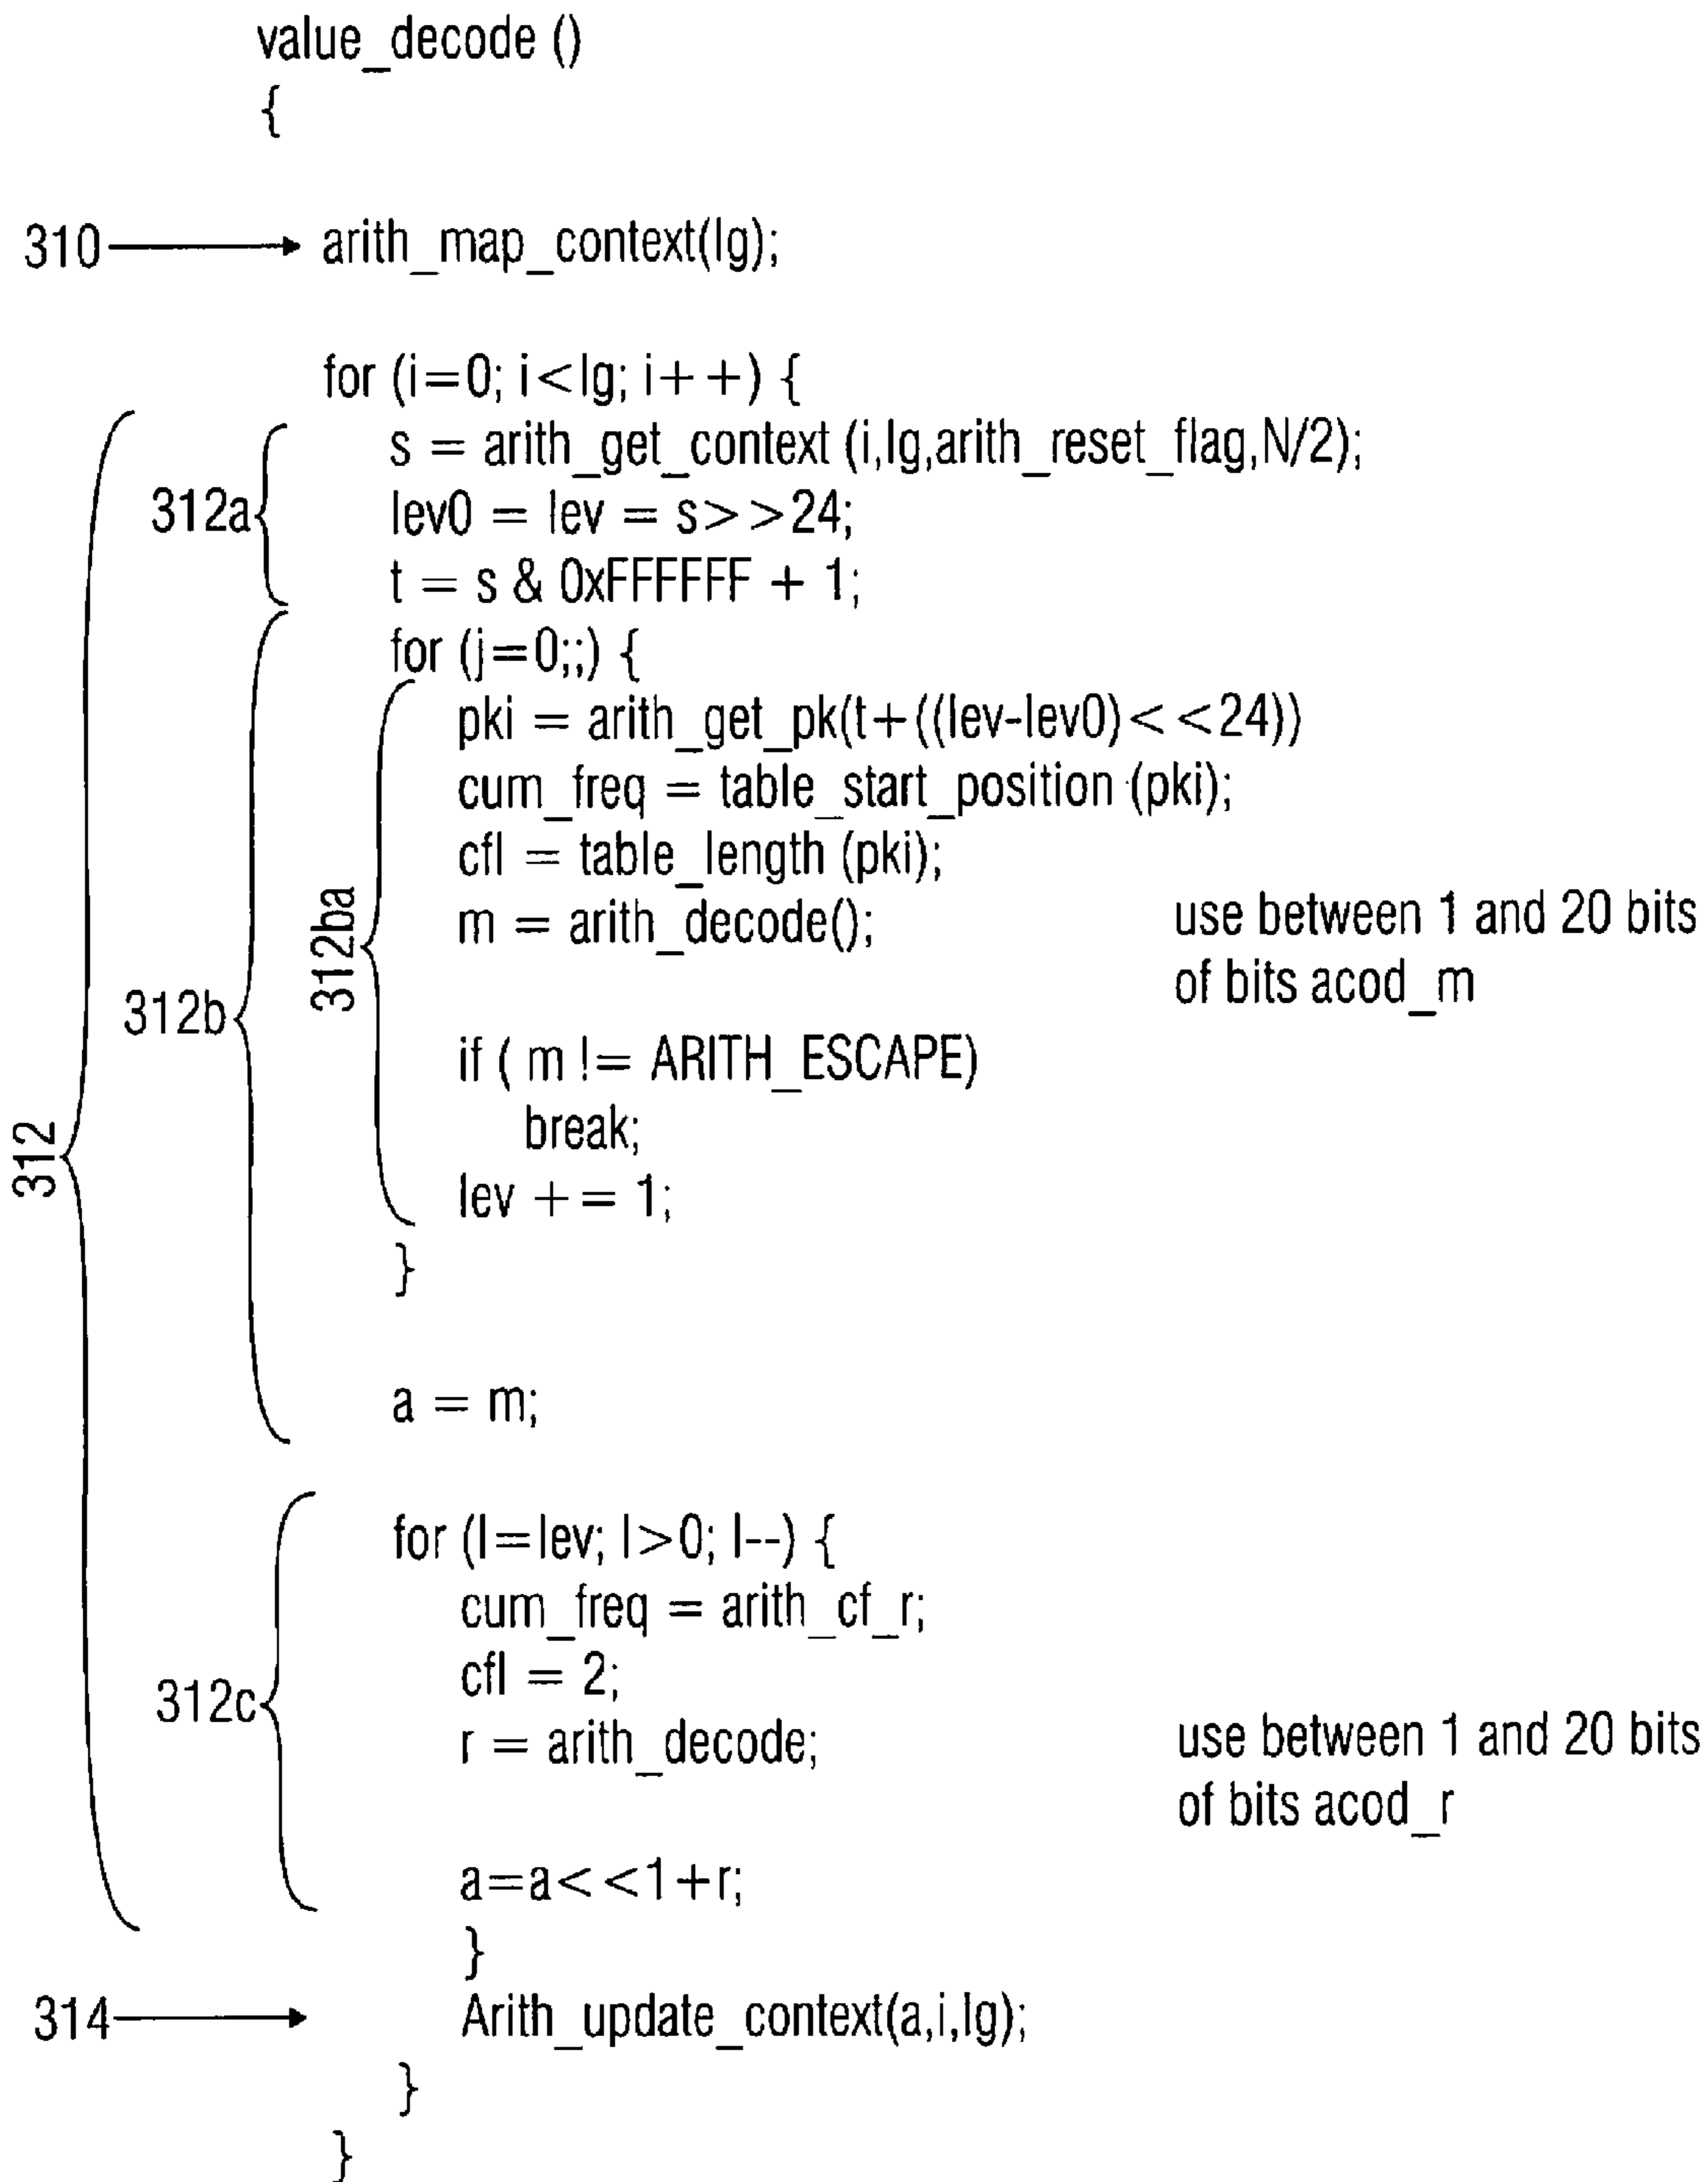 value_decode ()
{
310 arith_map_context(lg);
for (i=0; i<lg; i++) {
s = arith_get_context (i,lg,arith_reset_flag,N/2);
312a lev0 = lev = s>>24;
t = s & 0xFFFFFF + 1;
for (j=0;;) {
pki = arith_get_pk(t+((lev-lev0)<<24))
cum_freq = table_start_position (pki);
cfl = table_length (pki);
312ba m = arith_decode(); use between 1 and 20 bits
of bits acod_m
312b
if ( m != ARITH_ESCAPE)
break;
312 lev += 1;
}
a = m;
for (l=lev; l>0; l--) {
cum_freq = arith_cf_r;
cfl = 2;
312c r = arith_decode; use between 1 and 20 bits
of bits acod_r
a=a<<1+r;
}
314 Arith_update_context(a,i,lg);
}
}